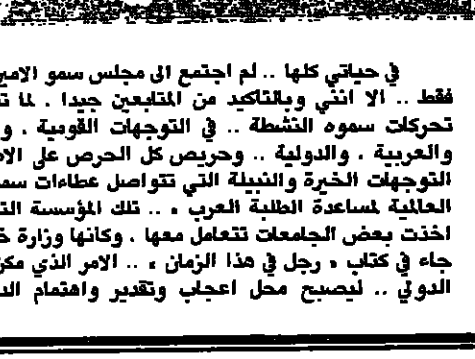 في حياتي كلها .. لم اجتمع الى مجلس سمو الامير
فقط .. الا انني وبالتاكيد من المتابعين جيدا . لما
تحركات سموه النشطة .. في التوجهات القومية .
والعربية . والدولية .. وحريص كل الحرص على
التوجهات الخيرة والنبيلة التي تتواصل عطاءات
العالمية لمساعدة الطلبة العرب » .. تلك المؤسسة
اخذت بعض الجامعات تتعامل معها . وكانها وزارة
جاء في كتاب « رجل في هذا الزمان » .. الامر الذي
الدولي .. ليصبح محل اعجاب وتقدير واهتمام